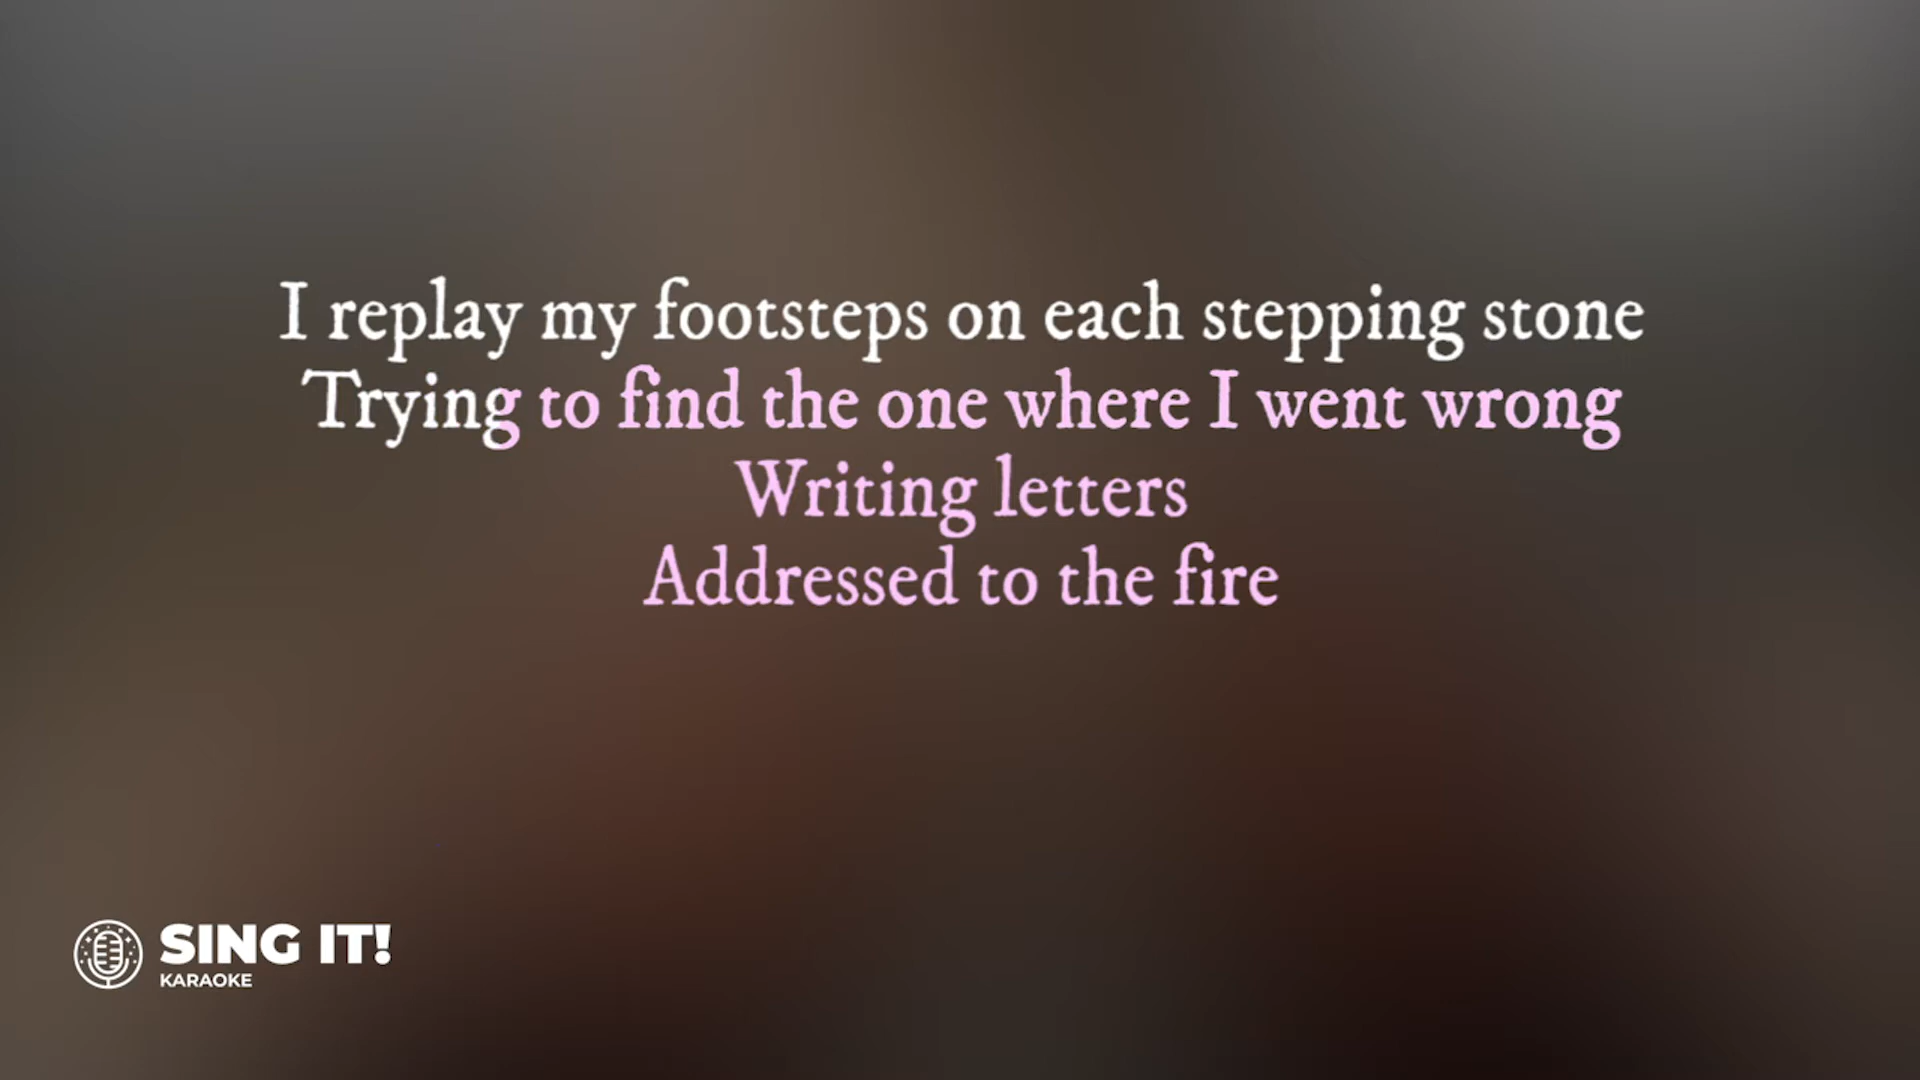 I replay my footsteps on each stepping stone
Trying to find the one where I went wrong
Writing letters
Addressed to the fire
SING IT!
KARAOKE